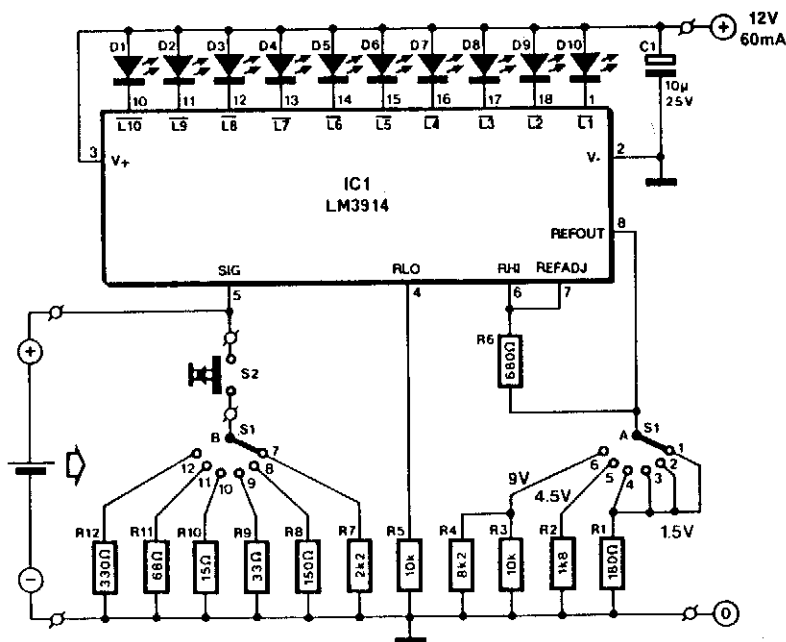 D1 D2 D3 D4 D5 D6 D7 D8 D9 D10
12V
60mA
C1
10µ
25V
10 11 12 13 14 15 16 17 18 1
L10 L9 L8 L7 L6 L5 L4 L3 L2 L1
3
V+
V-
2
IC1
LM3914
REFOUT
8
SIG RLO RHI REFADJ
5 4 6 7
R6
680Ω
S2
B S1
A S1
12 11 10 9 8 7
6 5 4 3 2 1
9V
4.5V
1.5V
R12 R11 R10 R9 R8 R7 R5 R4 R3 R2 R1
330Ω 68Ω 15Ω 33Ω 150Ω 2k2 10k 8k2 10k 1k8 180Ω
0